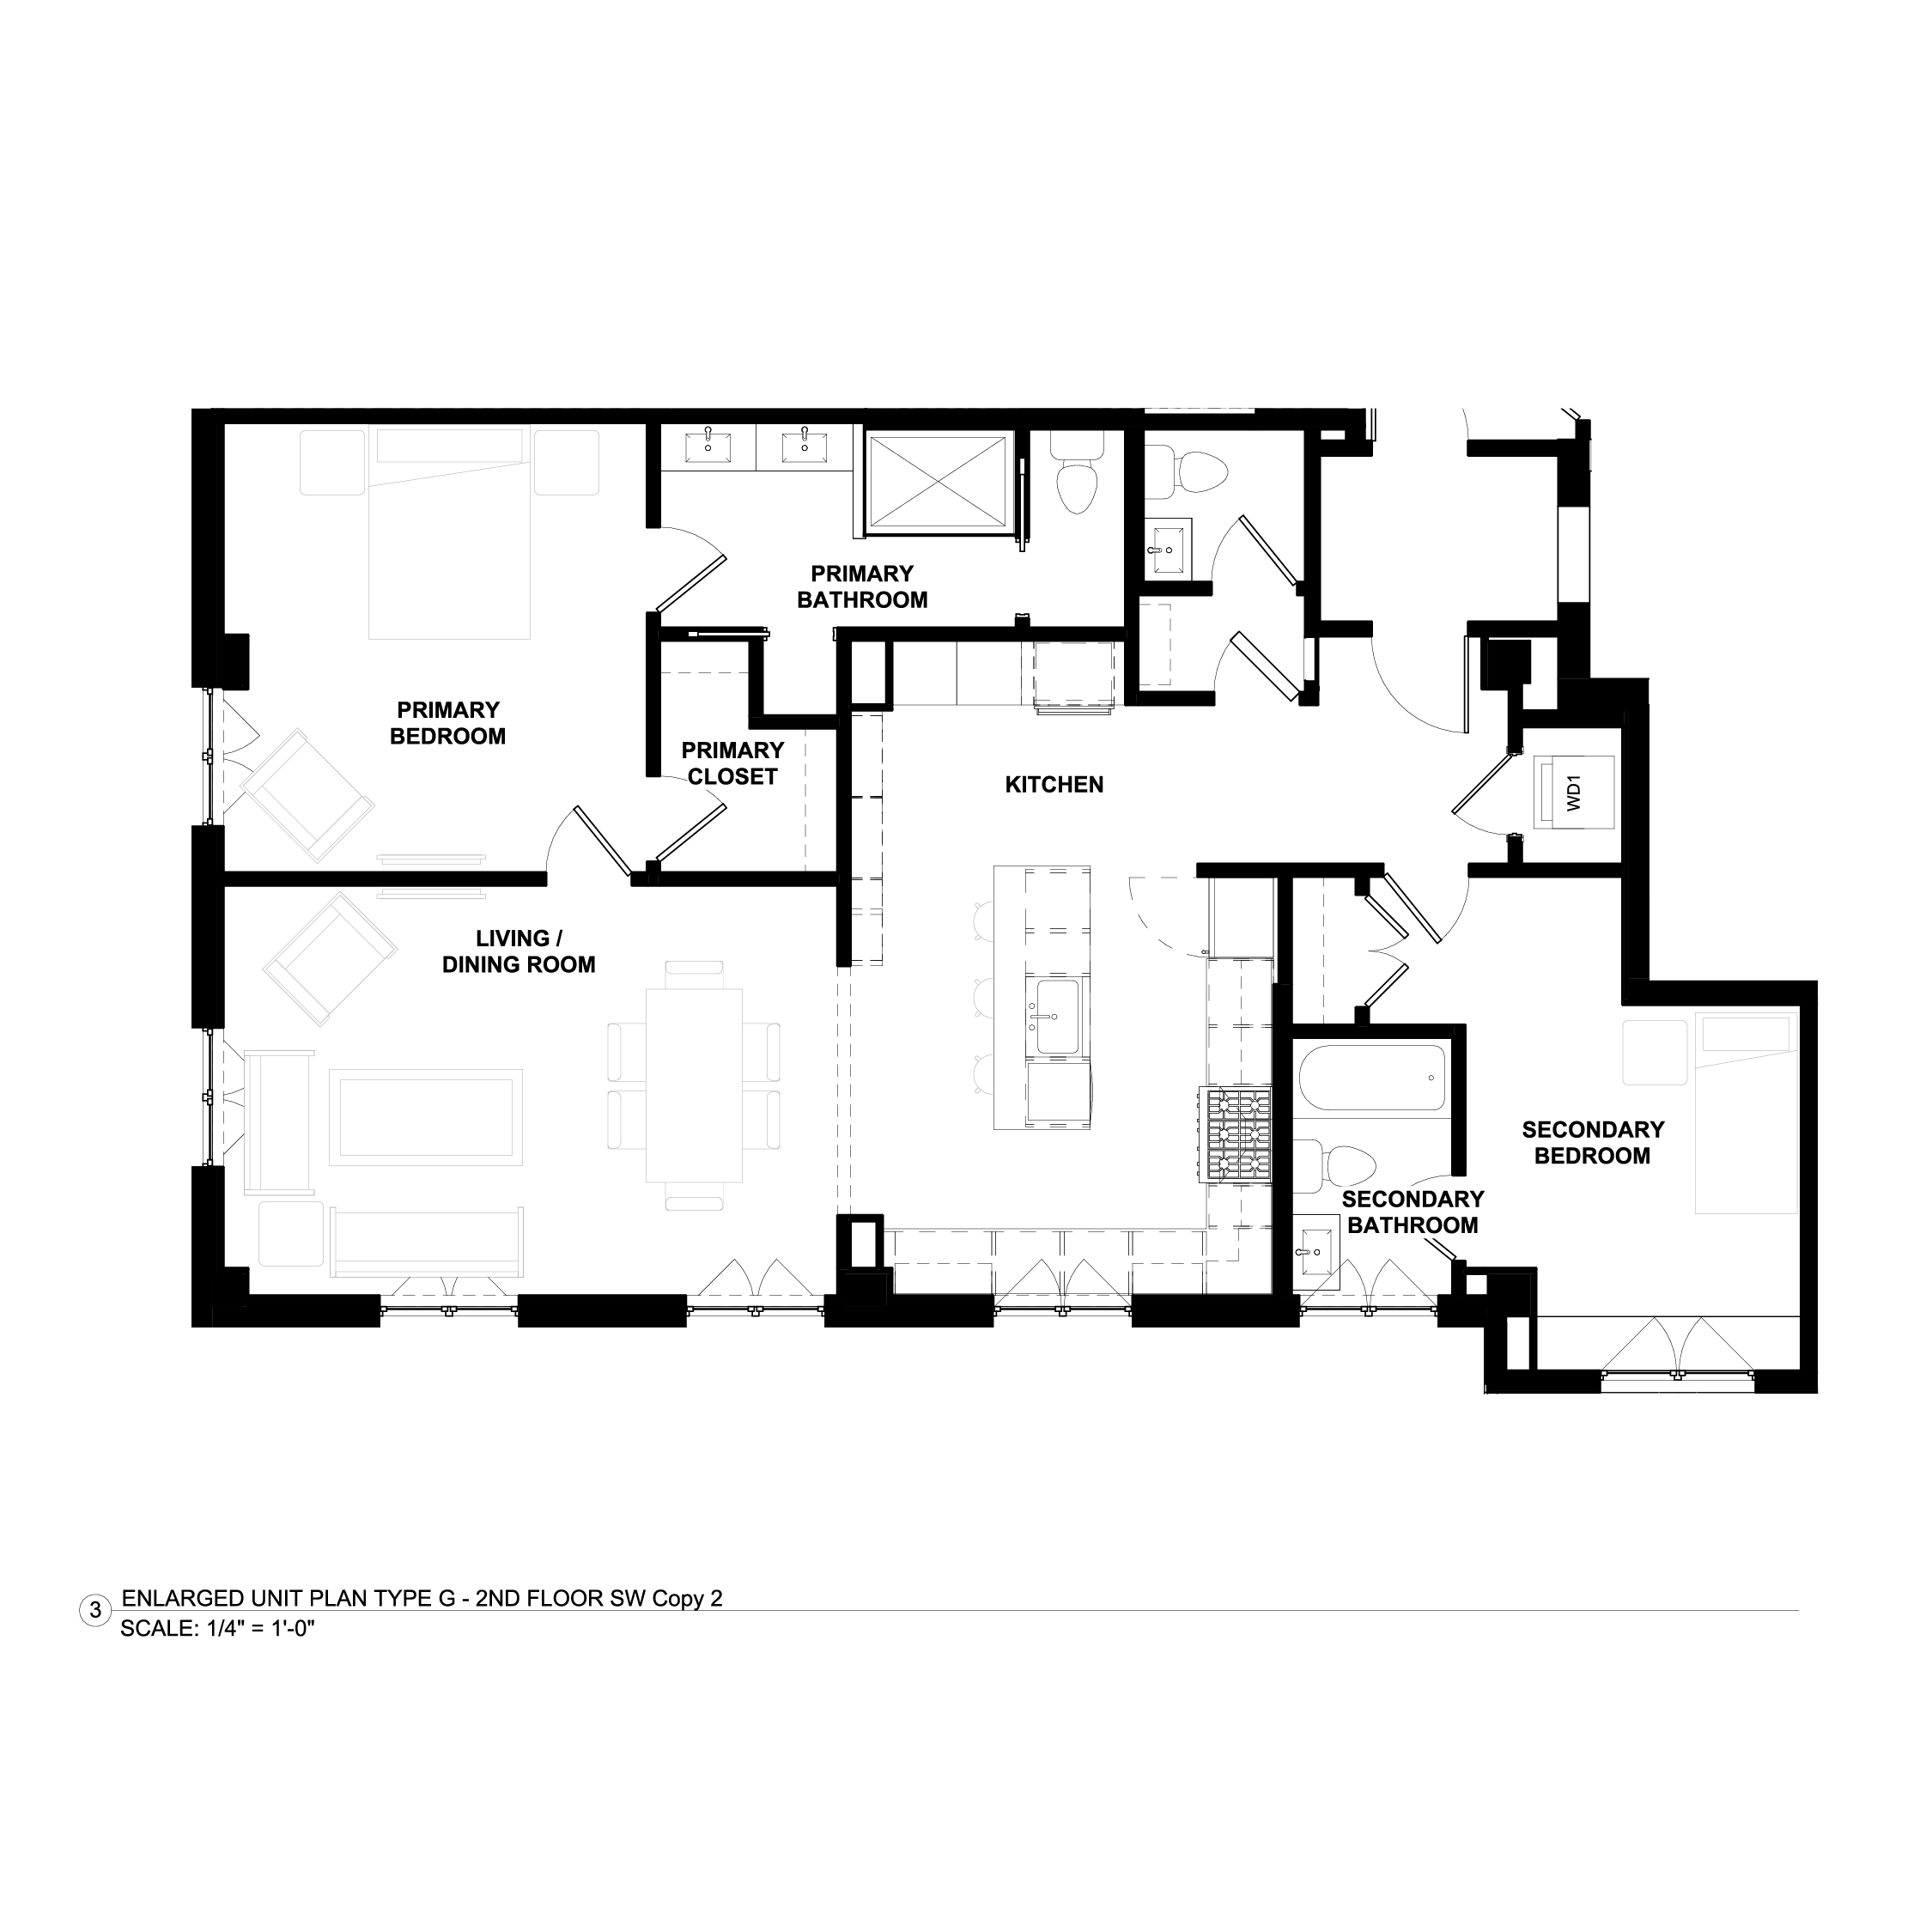 PRIMARY
BATHROOM
PRIMARY
BEDROOM
PRIMARY
CLOSET
KITCHEN
WD1
LIVING /
DINING ROOM
SECONDARY
BEDROOM
SECONDARY
BATHROOM
3
ENLARGED UNIT PLAN TYPE G - 2ND FLOOR SW Copy 2
SCALE: 1/4" = 1'-0"